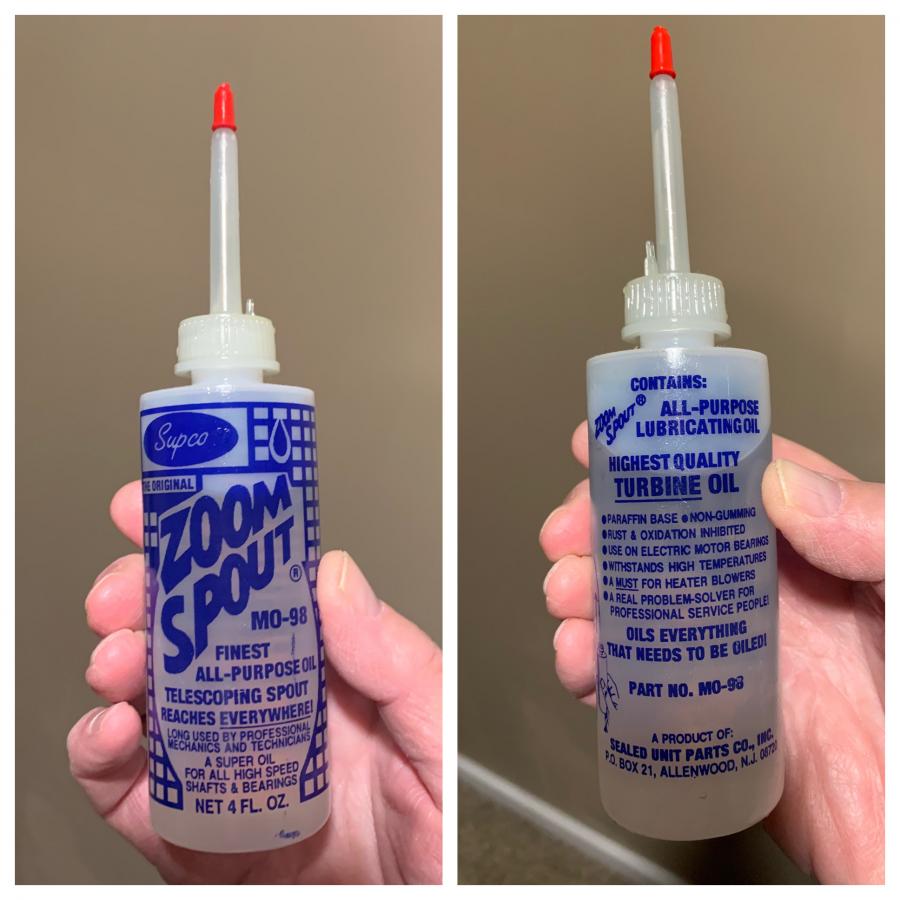 Supco
THE ORIGINAL
ZOOM
SPOUT®
MO-98
FINEST
ALL-PURPOSE OIL
TELESCOPING SPOUT
REACHES EVERYWHERE!
LONG USED BY PROFESSIONAL
MECHANICS AND TECHNICIANS
A SUPER OIL
FOR ALL HIGH SPEED
SHAFTS & BEARINGS
NET 4 FL. OZ.
CONTAINS:
ZOOM SPOUT® ALL-PURPOSE
LUBRICATING OIL
HIGHEST QUALITY
TURBINE OIL
●PARAFFIN BASE ●NON-GUMMING
●RUST & OXIDATION INHIBITED
●USE ON ELECTRIC MOTOR BEARINGS
●WITHSTANDS HIGH TEMPERATURES
●A MUST FOR HEATER BLOWERS
●A REAL PROBLEM-SOLVER FOR
PROFESSIONAL SERVICE PEOPLE!
OILS EVERYTHING
THAT NEEDS TO BE OILED!
PART NO. MO-98
A PRODUCT OF:
SEALED UNIT PARTS CO., INC.
P.O. BOX 21, ALLENWOOD, N.J.